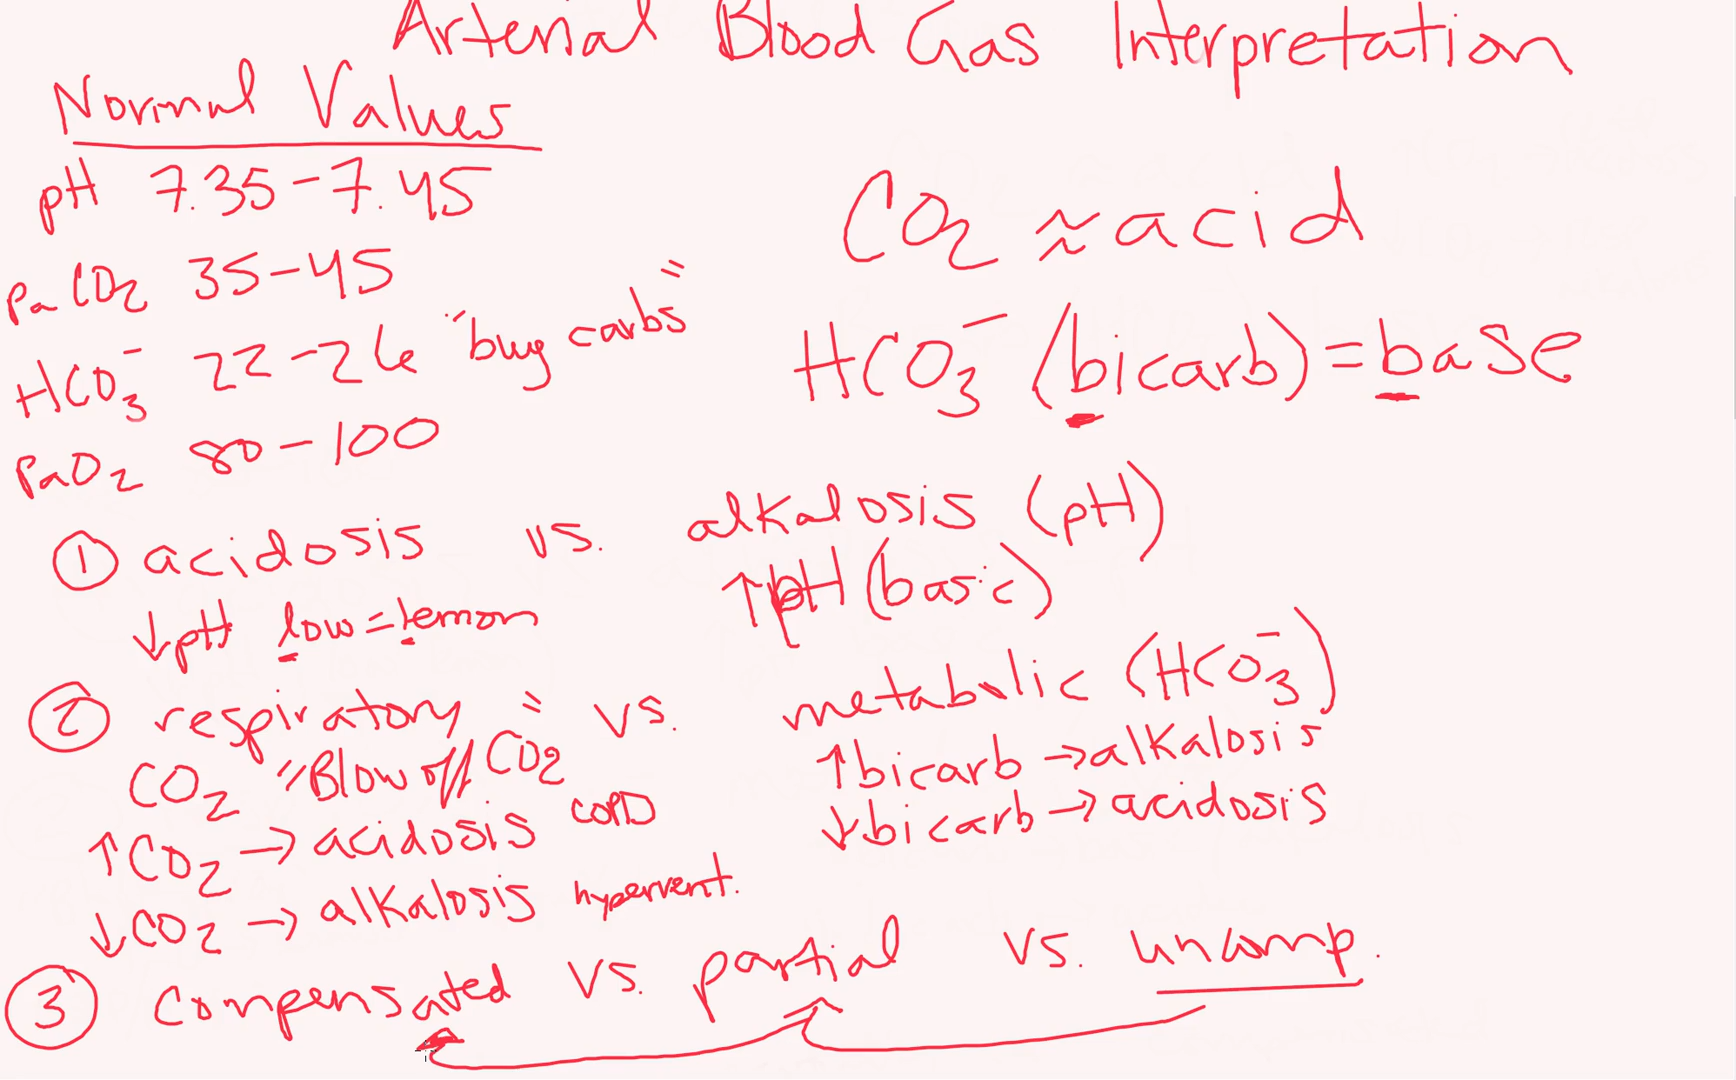 Arterial Blood Gas Interpretation
Normal Values
pH 7.35-7.45
PaCO2 35-45
HCO3⁻ 22-26 "buy carbs"
PaO2 80-100
CO2 ≈ acid
HCO3⁻ (bicarb) = base
① acidosis vs. alkalosis (pH)
↓pH low = lemon ↑pH (basic)
② respiratory vs. metabolic (HCO3⁻)
CO2 "Blow off CO2"
↑CO2 → acidosis COPD
↓CO2 → alkalosis hypervent.
↑bicarb → alkalosis
↓bicarb → acidosis
③ Compensated vs. partial vs. uncomp.